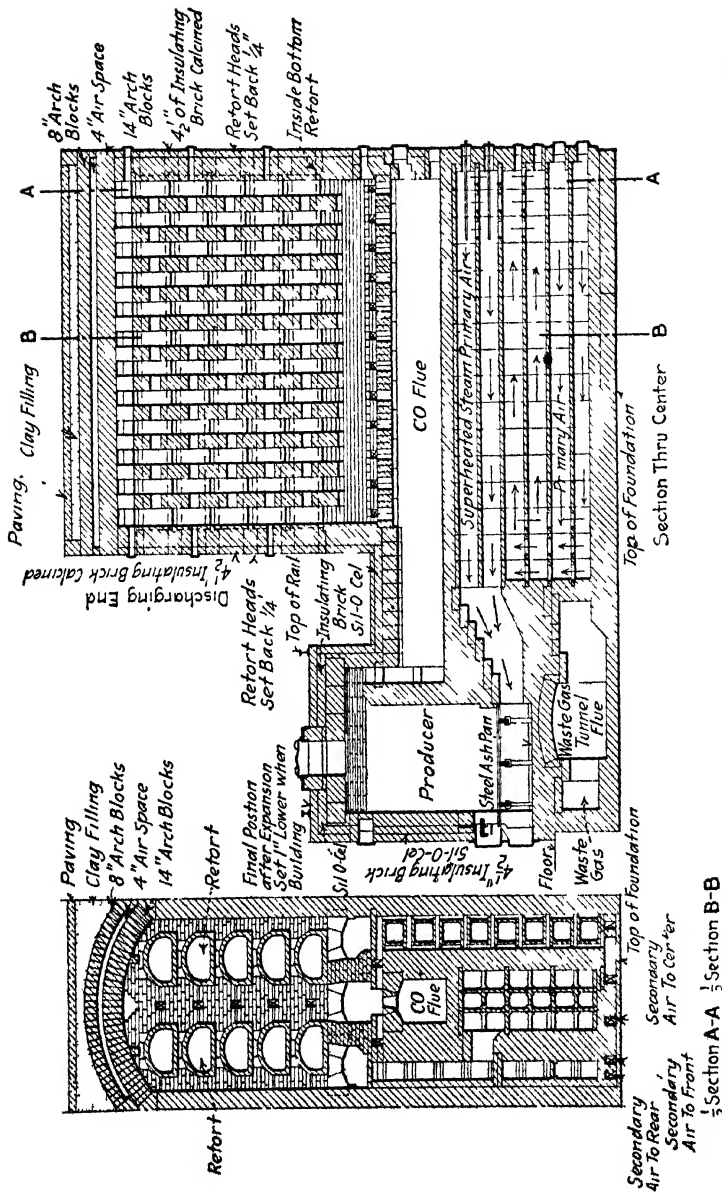 8" Arch
Blocks
4" Air Space
14" Arch
Blocks
4 1/2" of Insulating
Brick Calcined
Retort Heads
Set Back 1/4"
Inside Bottom
Retort
A
B
Paving.
Clay Filling
4 1/2" Insulating Brick Calcined
Discharging End
Retort Heads
Set Back 1/4"
Top of Rail
Insulating
Brick
Sil-O Cel
CO Flue
Superheated Steam Primary Air
Primary Air
A
B
Top of Foundation
Section Thru Center
Producer
Steel Ash Pan
Waste Gas
Tunnel
Flue
Paving
Clay Filling
8" Arch Blocks
4" Air Space
14" Arch Blocks
Retort
Final Poston
after Expansion
Set 1" Lower when
Building
Sil O-Cel
4 1/2" Insulating Brick
Sil-O-Cel
Floor
Waste
Gas
Top of Foundation
CO
Flue
Retort
Secondary
Air To Center
Secondary
Air To Rear
Secondary
Air To Front
Section A-A
Section B-B